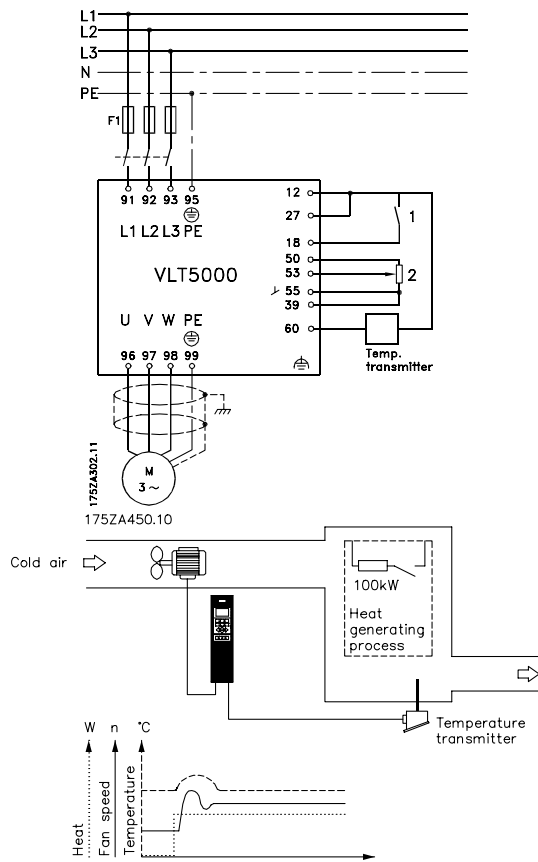 L1
L2
L3
N
PE
F1
91 92 93 95
L1 L2 L3 PE
VLT5000
U V W PE
96 97 98 99
12
27
18
50
53
55
39
60
1
2
Temp.
transmitter
M
3~
175ZA302.11
175ZA450.10
Cold air
100kW
Heat
generating
process
Temperature
transmitter
W n °C
Heat
Fan speed
Temperature